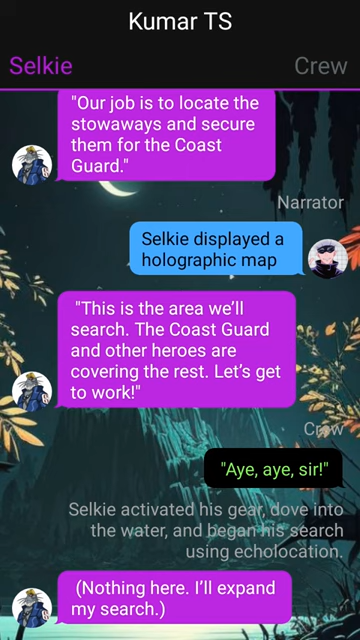 Kumar TS
Selkie
Crew
"Our job is to locate the
stowaways and secure
them for the Coast
Guard."
Narrator
Selkie displayed a
holographic map
"This is the area we’ll
search. The Coast Guard
and other heroes are
covering the rest. Let’s get
to work!"
Crew
"Aye, aye, sir!"
Selkie activated his gear, dove into
the water, and began his search
using echolocation.
(Nothing here. I’ll expand
my search.)